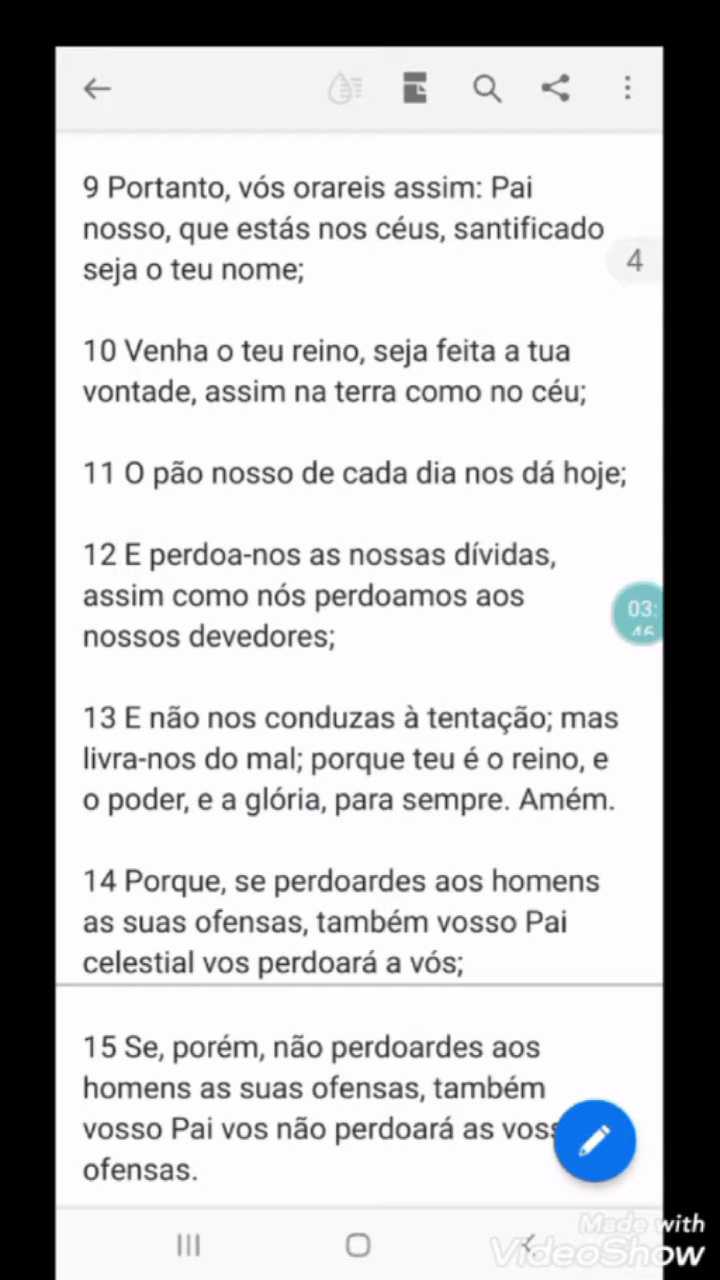 9 Portanto, vós orareis assim: Pai
nosso, que estás nos céus, santificado
seja o teu nome;
4
10 Venha o teu reino, seja feita a tua
vontade, assim na terra como no céu;
11 O pão nosso de cada dia nos dá hoje;
12 E perdoa-nos as nossas dívidas,
assim como nós perdoamos aos
nossos devedores;
03:
46
13 E não nos conduzas à tentação; mas
livra-nos do mal; porque teu é o reino, e
o poder, e a glória, para sempre. Amém.
14 Porque, se perdoardes aos homens
as suas ofensas, também vosso Pai
celestial vos perdoará a vós;
15 Se, porém, não perdoardes aos
homens as suas ofensas, também
vosso Pai vos não perdoará as voss
ofensas.
Made with
VideoShow